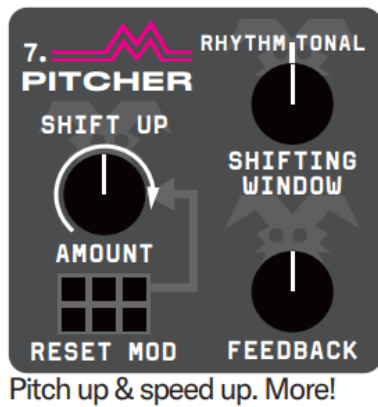 7.
PITCHER
SHIFT UP
AMOUNT
RESET MOD
RHYTHM TONAL
SHIFTING
WINDOW
FEEDBACK
Pitch up & speed up. More!